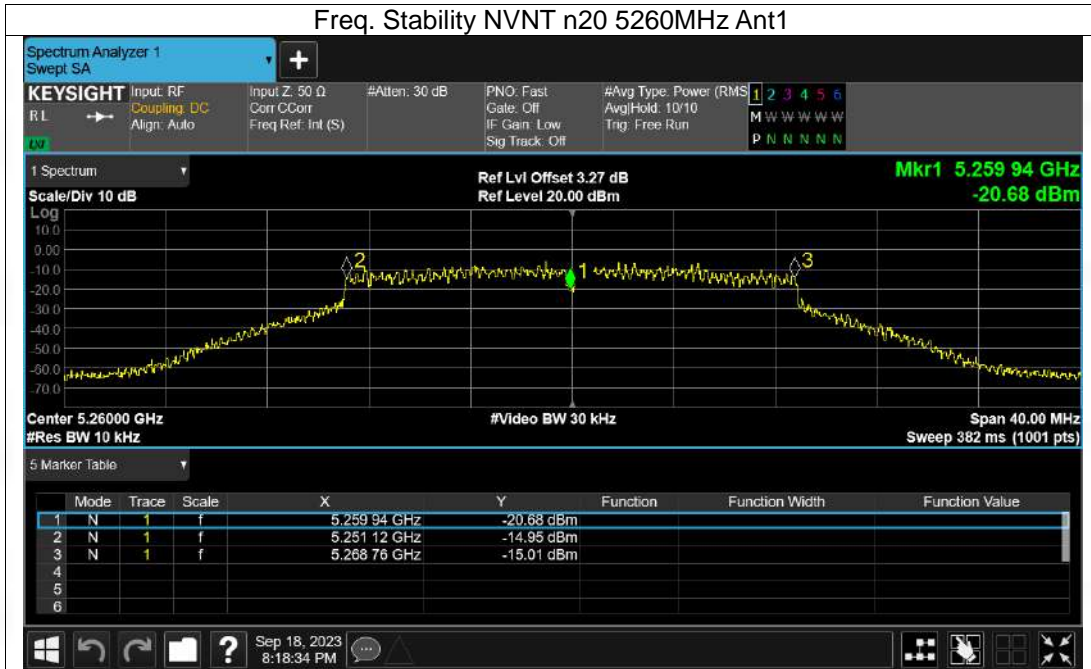 Freq. Stability NVNT n20 5260MHz Ant1
Spectrum Analyzer 1
Swept SA
+
KEYSIGHT
RL
LXI
Input: RF
Coupling: DC
Align: Auto
Input Z: 50 Ω
Corr CCorr
Freq Ref: Int (S)
#Atten: 30 dB
PNO: Fast
Gate: Off
IF Gain: Low
Sig Track: Off
#Avg Type: Power (RMS
Avg|Hold: 10/10
Trig: Free Run
1 2 3 4 5 6
M W W W W W
P N N N N N
1 Spectrum
Scale/Div 10 dB
Ref Lvl Offset 3.27 dB
Ref Level 20.00 dBm
Mkr1 5.259 94 GHz
-20.68 dBm
Log
10.0
0.00
-10.0
-20.0
-30.0
-40.0
-50.0
-60.0
-70.0
2
1
3
Center 5.26000 GHz
#Video BW 30 kHz
Span 40.00 MHz
#Res BW 10 kHz
Sweep 382 ms (1001 pts)
5 Marker Table
Mode Trace Scale X Y Function Function Width Function Value
1 N 1 f 5.259 94 GHz -20.68 dBm
2 N 1 f 5.251 12 GHz -14.95 dBm
3 N 1 f 5.268 76 GHz -15.01 dBm
4
5
6
?
Sep 18, 2023
8:18:34 PM